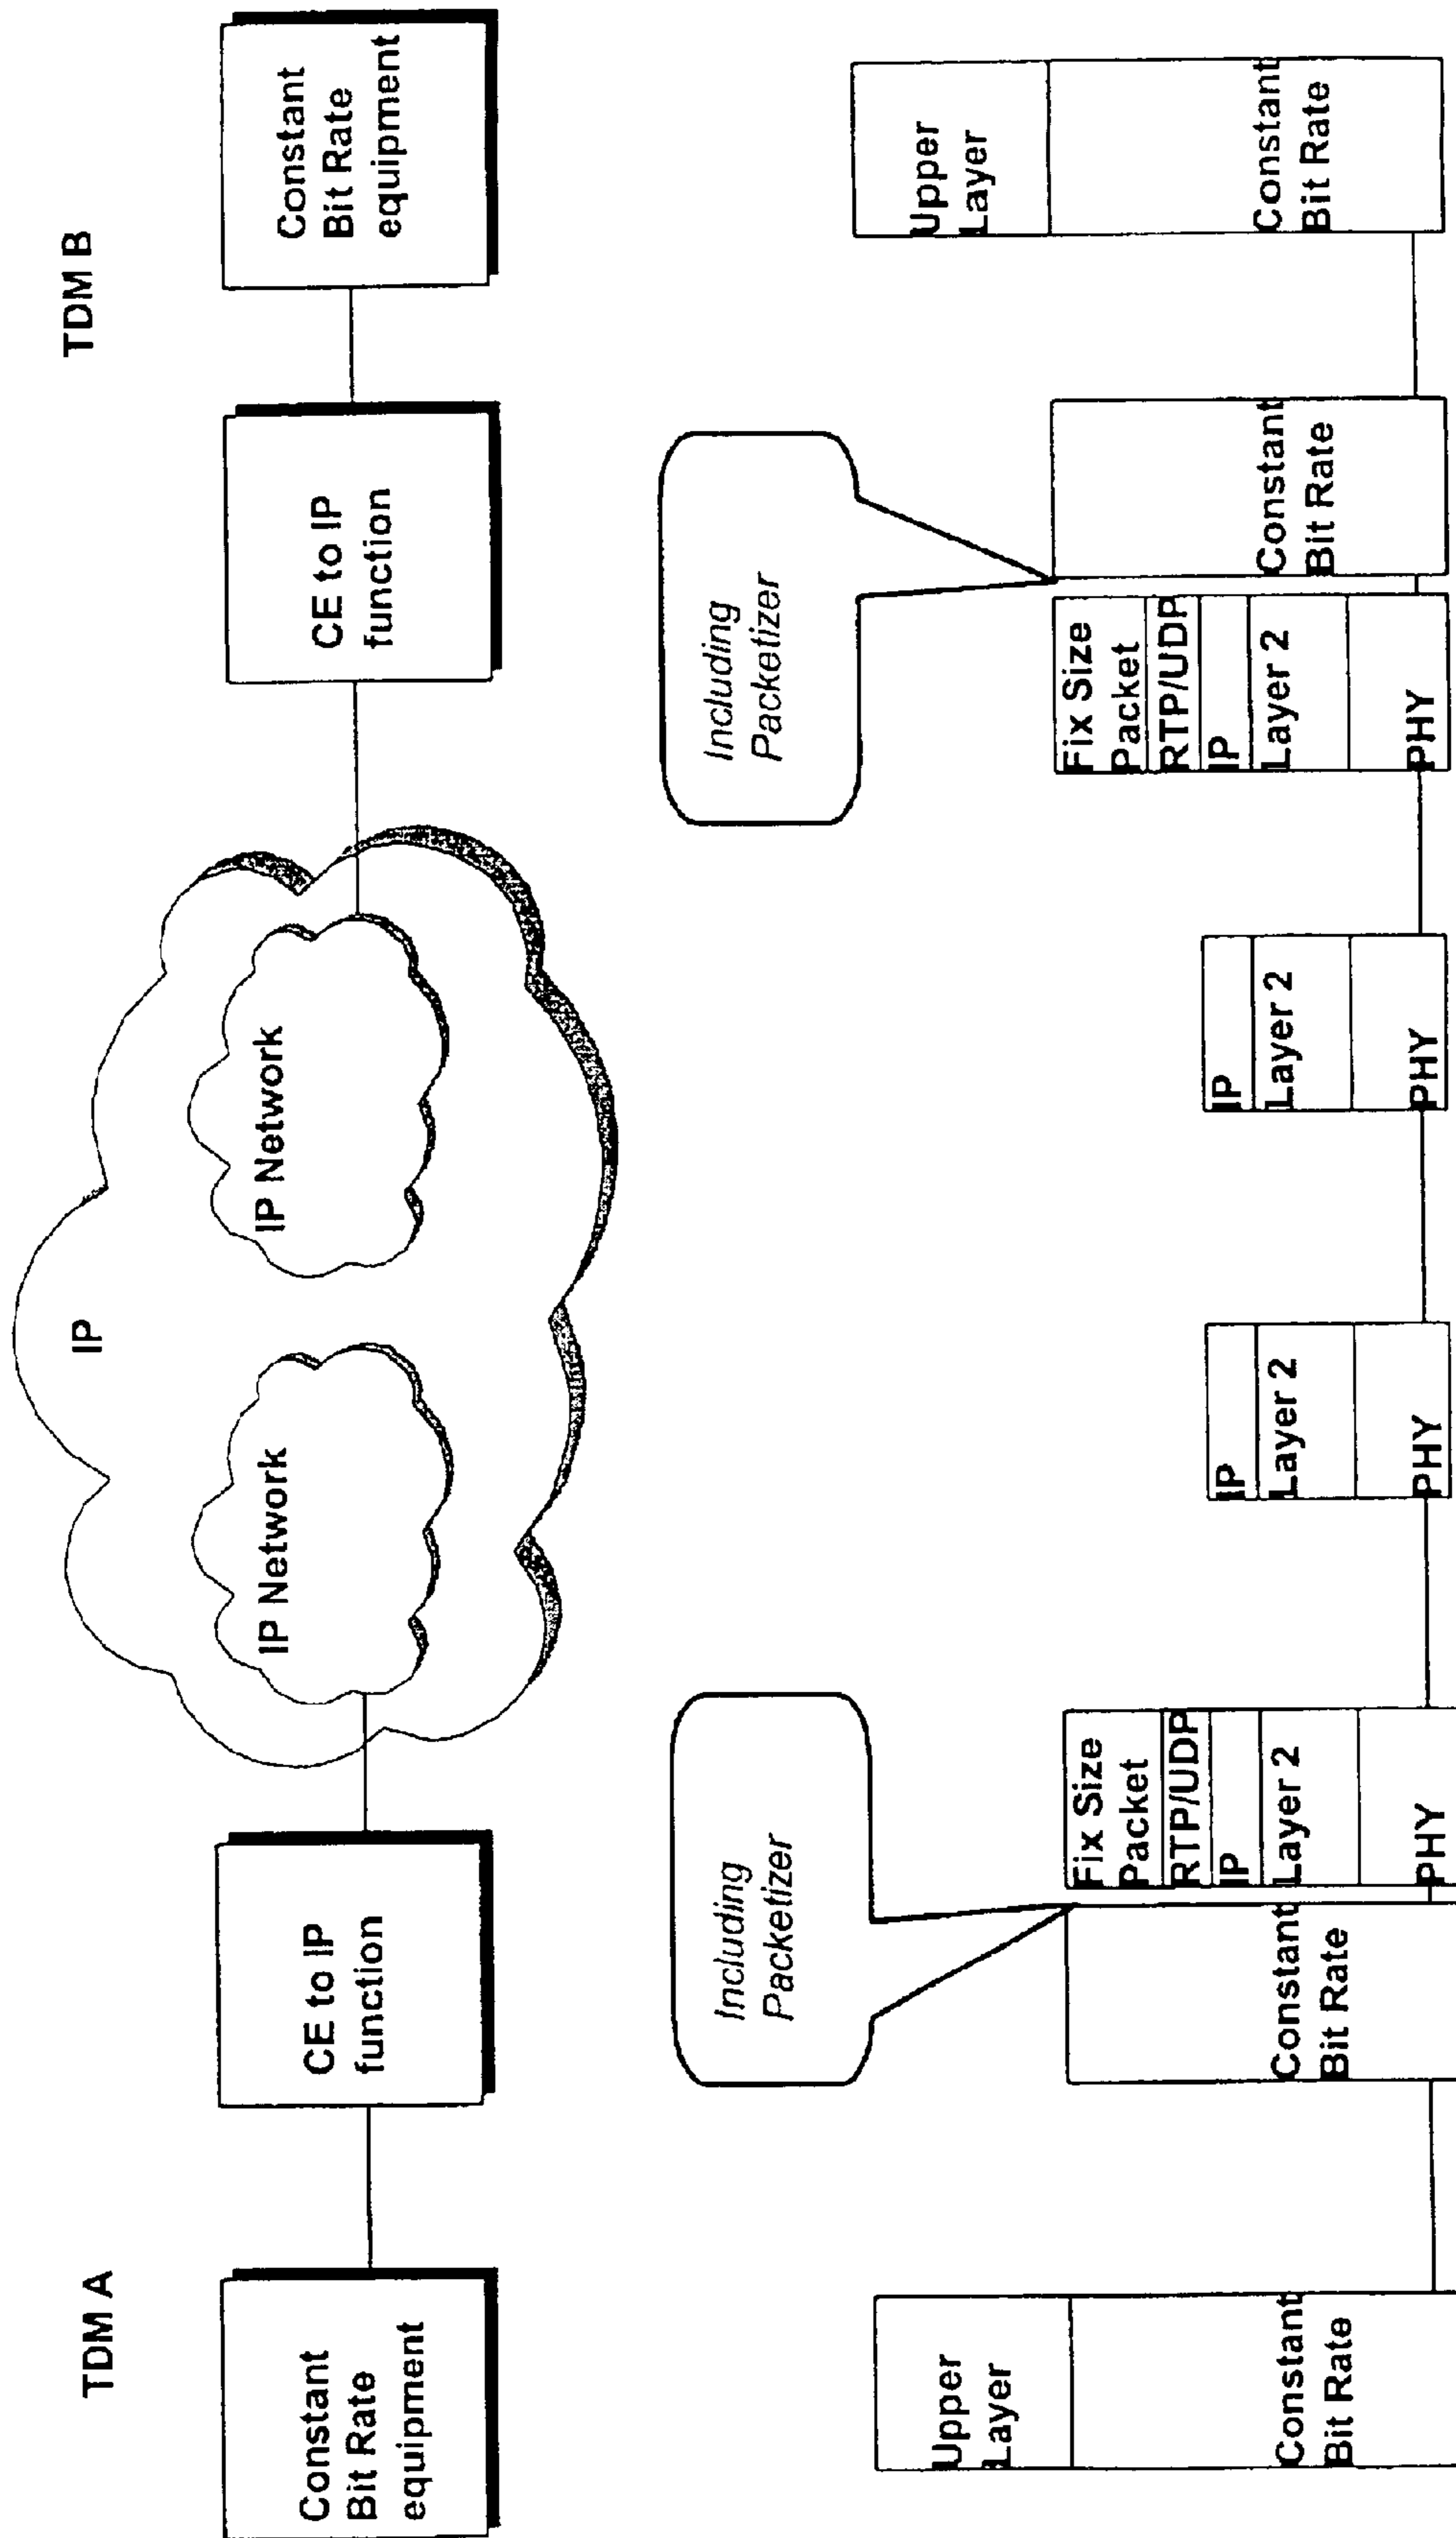 TDM A
TDM B
IP
Constant
Bit Rate
equipment
CE to IP
function
IP Network
IP Network
CE to IP
function
Constant
Bit Rate
equipment
Including
Packetizer
Including
Packetizer
Upper
Layer
Constant
Bit Rate
Constant
Bit Rate
Fix Size
Packet
RTP/UDP
IP
Layer 2
PHY
IP
Layer 2
PHY
IP
Layer 2
PHY
Fix Size
Packet
RTP/UDP
IP
Layer 2
PHY
Constant
Bit Rate
Upper
Layer
Constant
Bit Rate